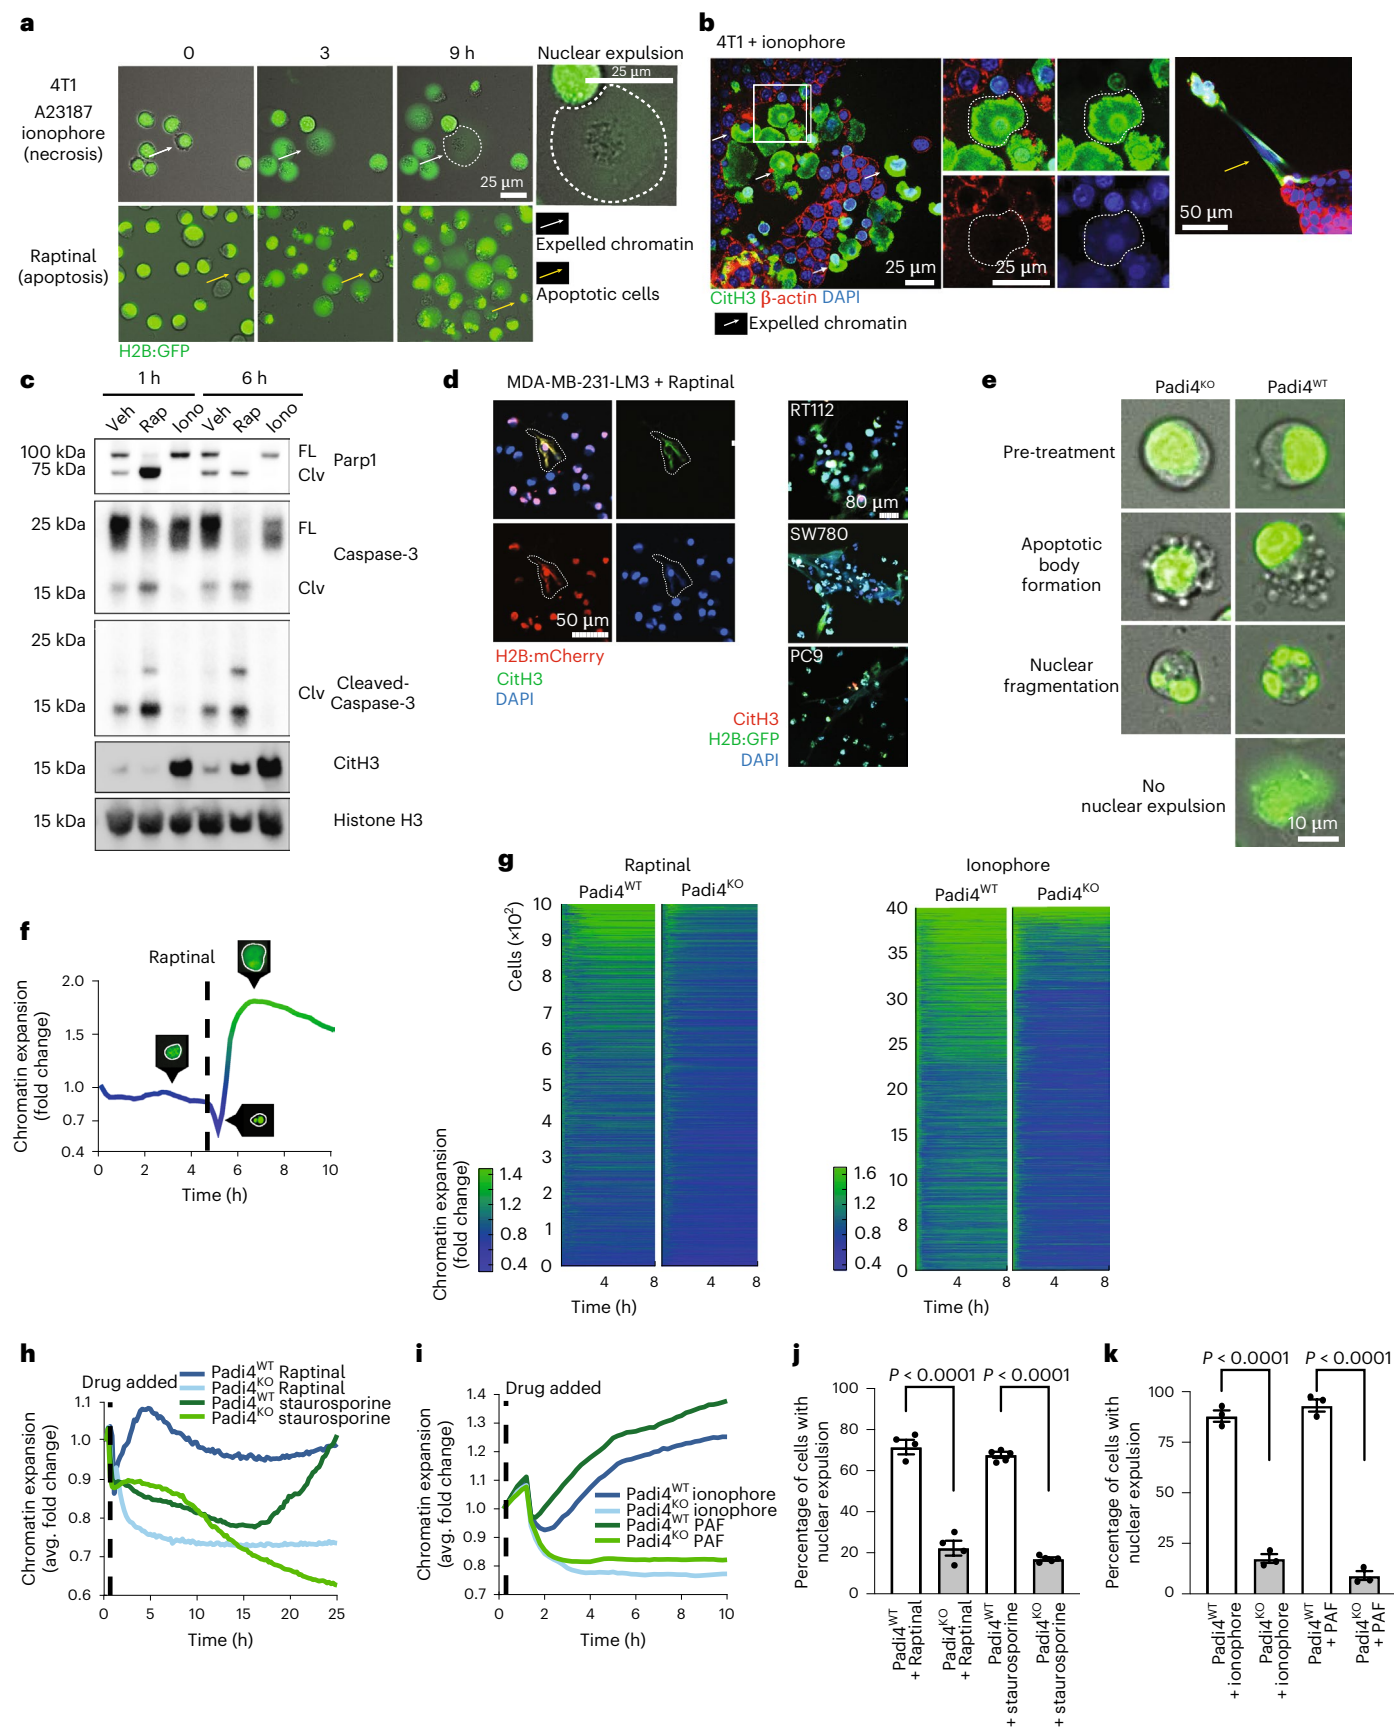 a
0
3
9 h
Nuclear expulsion
4T1
A23187
ionophore
(necrosis)
25 µm
25 µm
Expelled chromatin
Raptinal
(apoptosis)
Apoptotic cells
H2B:GFP
b
4T1 + ionophore
25 µm
25 µm
50 µm
CitH3 β-actin DAPI
Expelled chromatin
c
1 h
6 h
Veh
Rap
Iono
Veh
Rap
Iono
100 kDa
75 kDa
FL
Clv
Parp1
25 kDa
15 kDa
FL
Clv
Caspase-3
25 kDa
15 kDa
Clv
Cleaved-
Caspase-3
15 kDa
CitH3
15 kDa
Histone H3
d
MDA-MB-231-LM3 + Raptinal
50 µm
H2B:mCherry
CitH3
DAPI
RT112
80 µm
SW780
PC9
CitH3
H2B:GFP
DAPI
e
Padi4KO
Padi4WT
Pre-treatment
Apoptotic
body
formation
Nuclear
fragmentation
No
nuclear expulsion
10 µm
f
Raptinal
Chromatin expansion
(fold change)
2.0
1.5
1.0
0.7
0.4
0
2
4
6
8
10
Time (h)
g
Raptinal
Padi4WT
Padi4KO
Cells (×10²)
10
9
8
7
6
5
4
3
2
1
0
Chromatin expansion
(fold change)
1.4
1.2
0.8
0.4
4
8
4
8
Time (h)
Ionophore
Padi4WT
Padi4KO
40
35
30
25
20
15
10
8
0
1.6
1.2
0.8
0.4
4
8
4
8
Time (h)
h
Drug added
Padi4WT Raptinal
Padi4KO Raptinal
Padi4WT staurosporine
Padi4KO staurosporine
Chromatin expansion
(avg. fold change)
1.1
1.0
0.9
0.8
0.7
0.6
0
5
10
15
20
25
Time (h)
i
Drug added
Chromatin expansion
(avg. fold change)
1.4
1.3
1.2
1.1
1.0
0.9
0.8
0.7
Padi4WT ionophore
Padi4KO ionophore
Padi4WT PAF
Padi4KO PAF
0
2
4
6
8
10
Time (h)
j
P < 0.0001
P < 0.0001
Percentage of cells with
nuclear expulsion
100
80
60
40
20
0
Padi4WT
+ Raptinal
Padi4KO
+ Raptinal
Padi4WT
+ staurosporine
Padi4KO
+ staurosporine
k
P < 0.0001
P < 0.0001
Percentage of cells with
nuclear expulsion
100
75
50
25
0
Padi4WT
+ ionophore
Padi4KO
+ ionophore
Padi4WT
+ PAF
Padi4KO
+ PAF